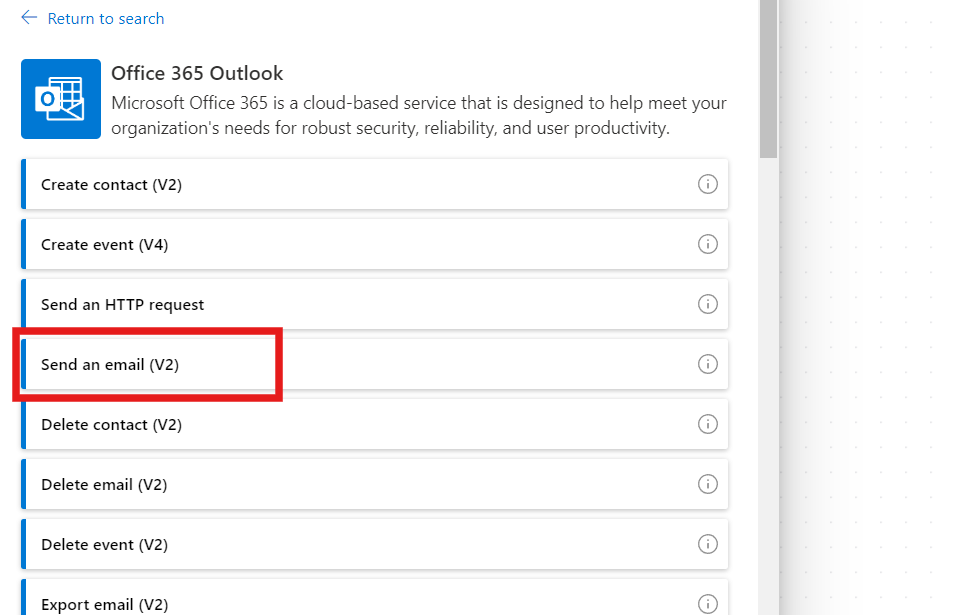 Return to search
Office 365 Outlook
Microsoft Office 365 is a cloud-based service that is designed to help meet your
organization's needs for robust security, reliability, and user productivity.
Create contact (V2)
Create event (V4)
Send an HTTP request
Send an email (V2)
Delete contact (V2)
Delete email (V2)
Delete event (V2)
Export email (V2)